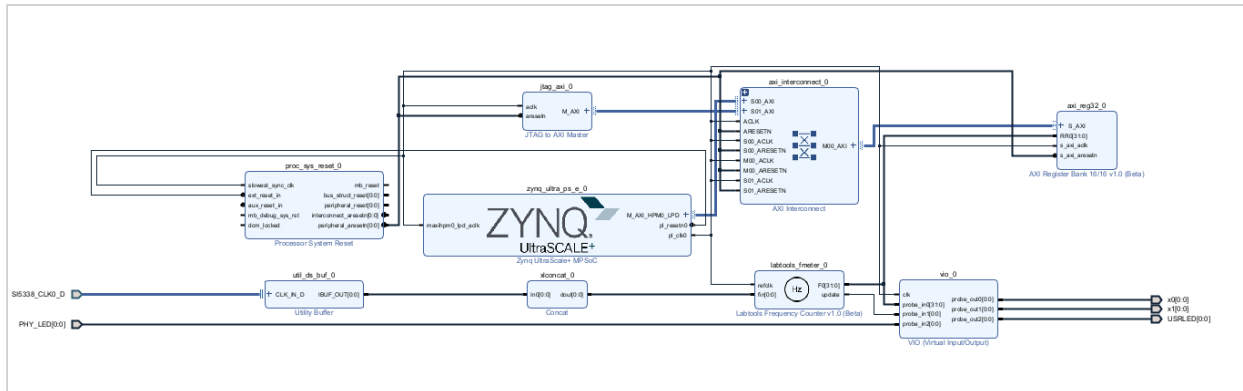 jtag_axi_0
aclk
aresetn
M_AXI
JTAG to AXI Master
axi_interconnect_0
S00_AXI
S01_AXI
ACLK
ARESETN
S00_ACLK
S00_ARESETN
M00_ACLK
M00_ARESETN
S01_ACLK
S01_ARESETN
M00_AXI
AXI Interconnect
axi_reg32_0
S_AXI
RR0[31:0]
s_axi_aclk
s_axi_aresetn
AXI Register Bank 16/16 v1.0 (Beta)
proc_sys_reset_0
slowest_sync_clk
ext_reset_in
aux_reset_in
mb_debug_sys_rst
dcm_locked
mb_reset
bus_struct_reset[0:0]
peripheral_reset[0:0]
interconnect_aresetn[0:0]
peripheral_aresetn[0:0]
Processor System Reset
zynq_ultra_ps_e_0
maxihpm0_lpd_aclk
ZYNQ
UltraSCALE+
M_AXI_HPM0_LPD
pl_resetn0
pl_clk0
Zynq UltraScale+ MPSoC
util_ds_buf_0
SI5338_CLK0_D
CLK_IN_D
IBUF_OUT[0:0]
Utility Buffer
xlconcat_0
In0[0:0]
dout[0:0]
Concat
labtools_fmeter_0
refclk
fin[0:0]
Hz
F0[31:0]
update
Labtools Frequency Counter v1.0 (Beta)
vio_0
clk
probe_in0[31:0]
probe_in1[0:0]
probe_in2[0:0]
probe_out0[0:0]
probe_out1[0:0]
probe_out2[0:0]
VIO (Virtual Input/Output)
x0[0:0]
x1[0:0]
USRLED[0:0]
PHY_LED[0:0]